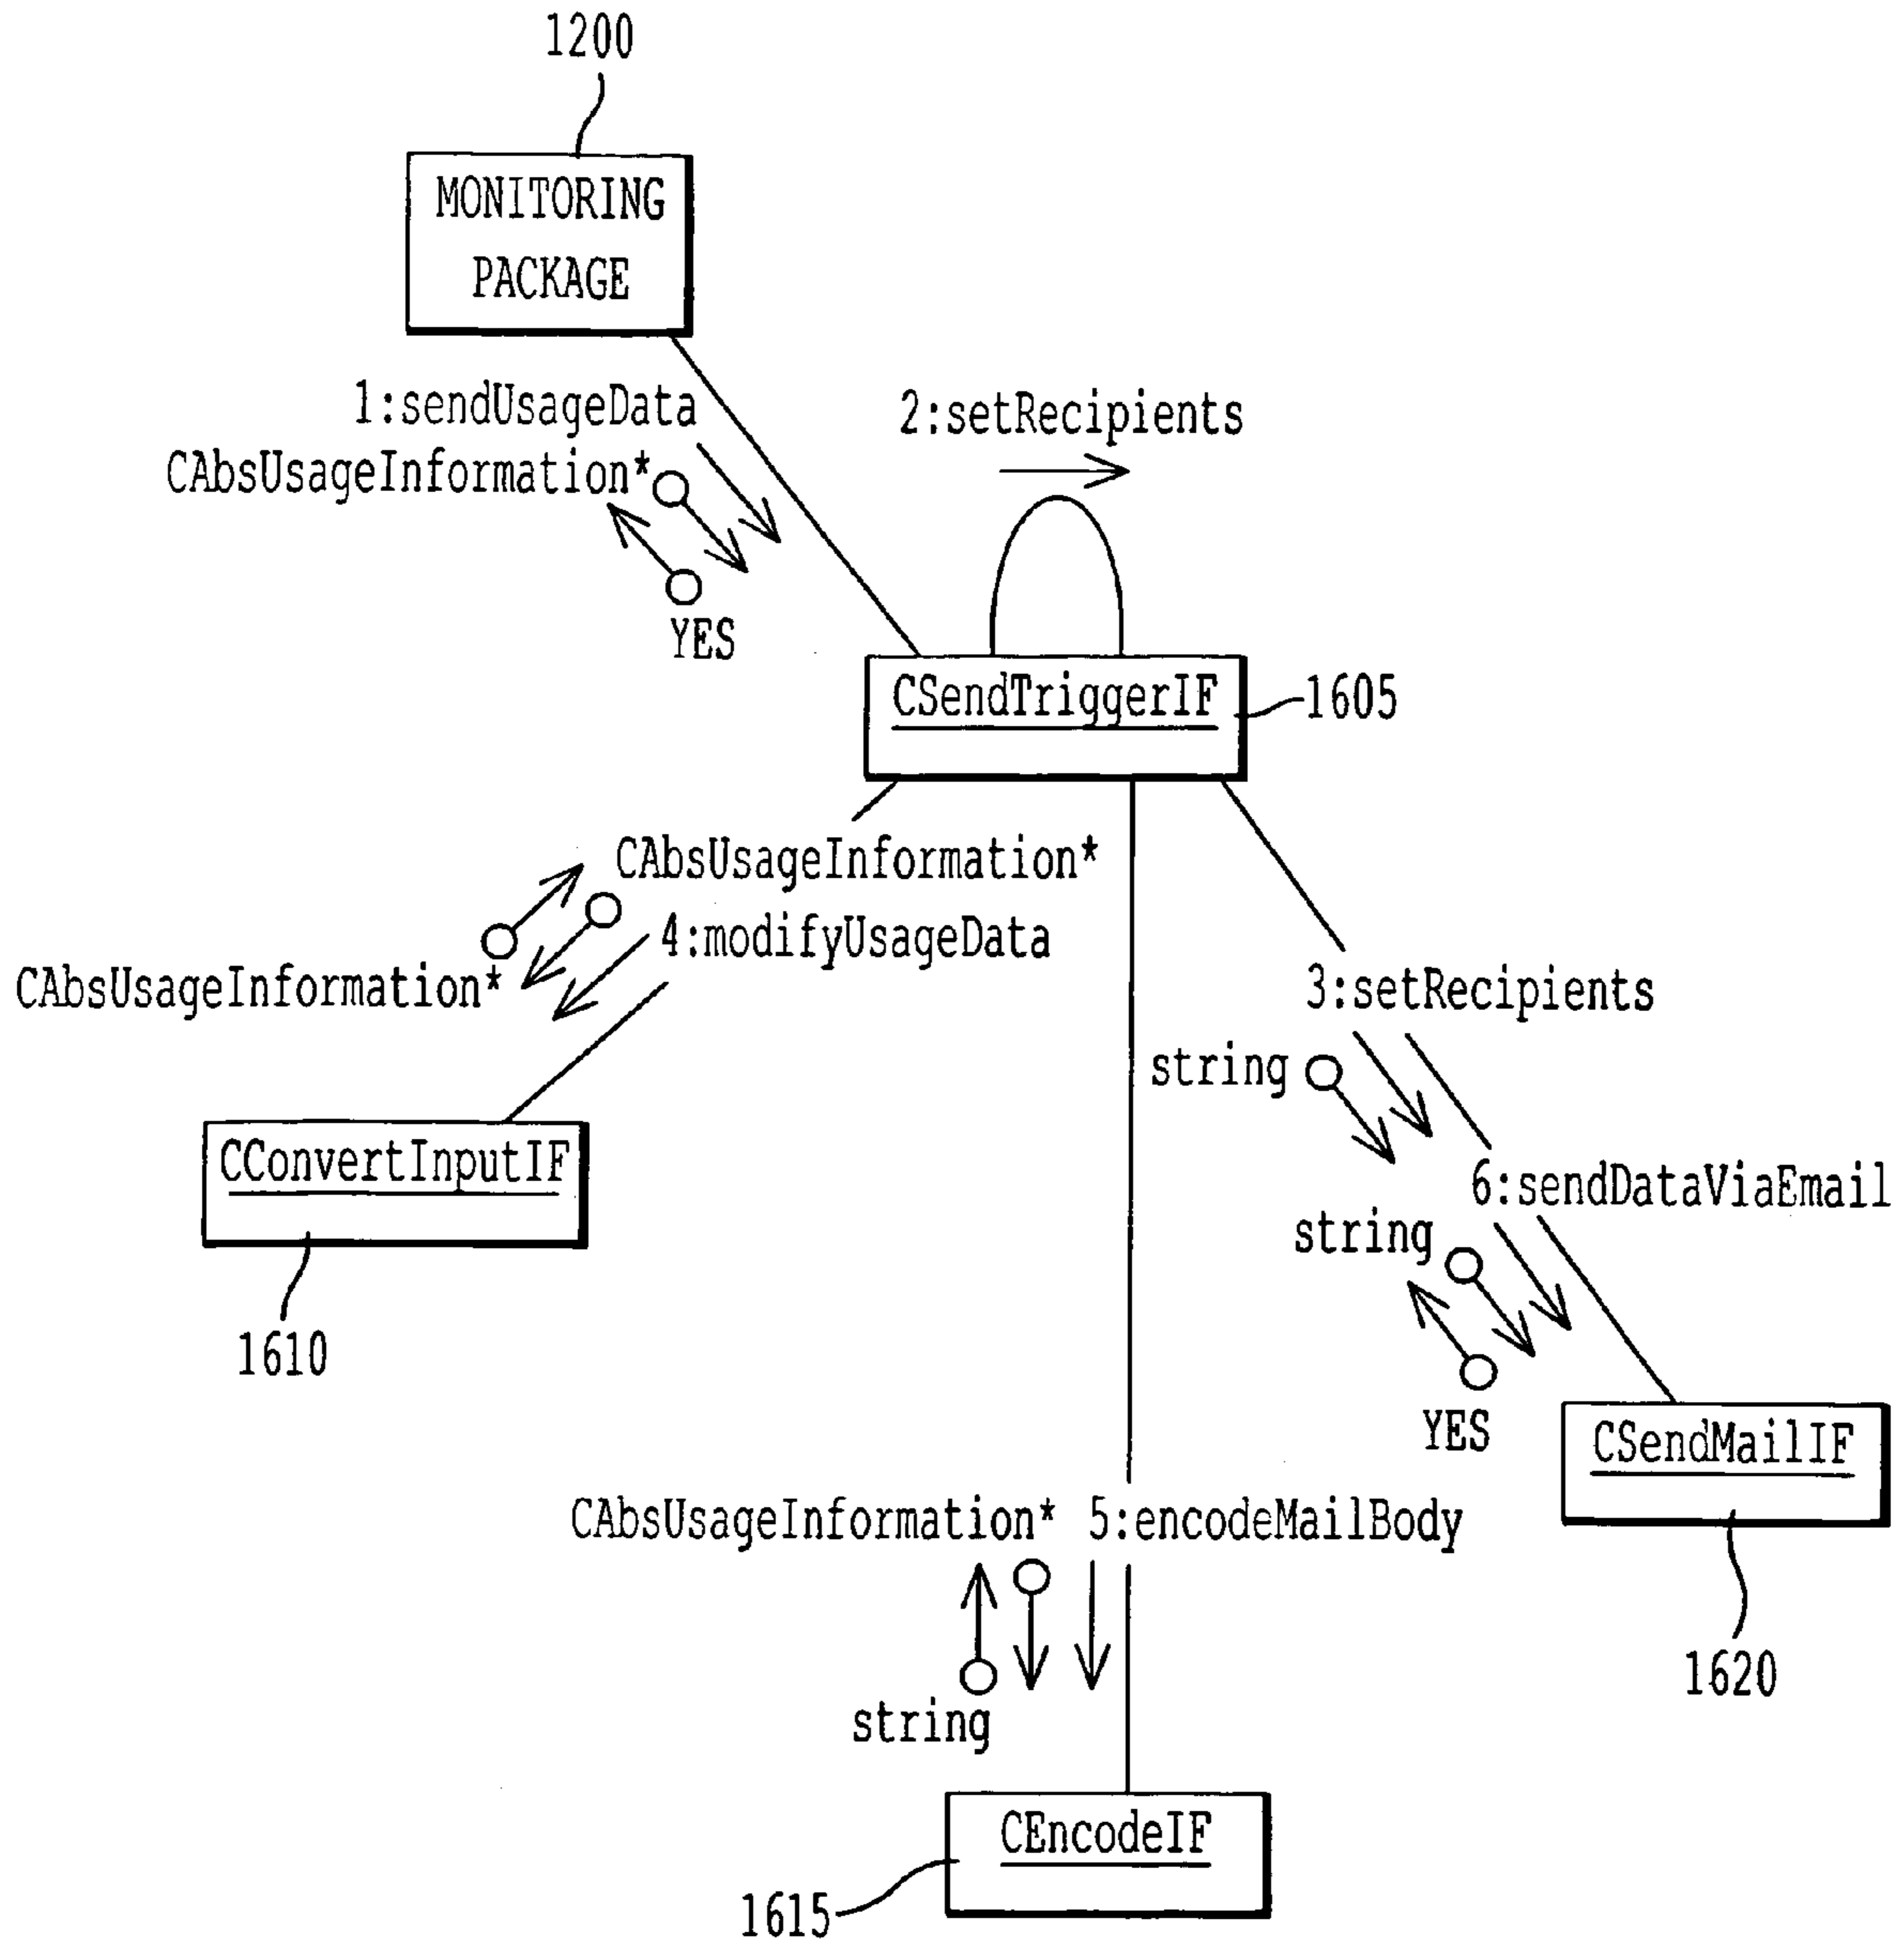 1200
MONITORING
PACKAGE
1:sendUsageData
CAbsUsageInformation*
YES
2:setRecipients
CSendTriggerIF
1605
CAbsUsageInformation*
4:modifyUsageData
CAbsUsageInformation*
3:setRecipients
string
CConvertInputIF
1610
6:sendDataViaEmail
string
YES
CSendMailIF
1620
CAbsUsageInformation* 5:encodeMailBody
string
CEncodeIF
1615